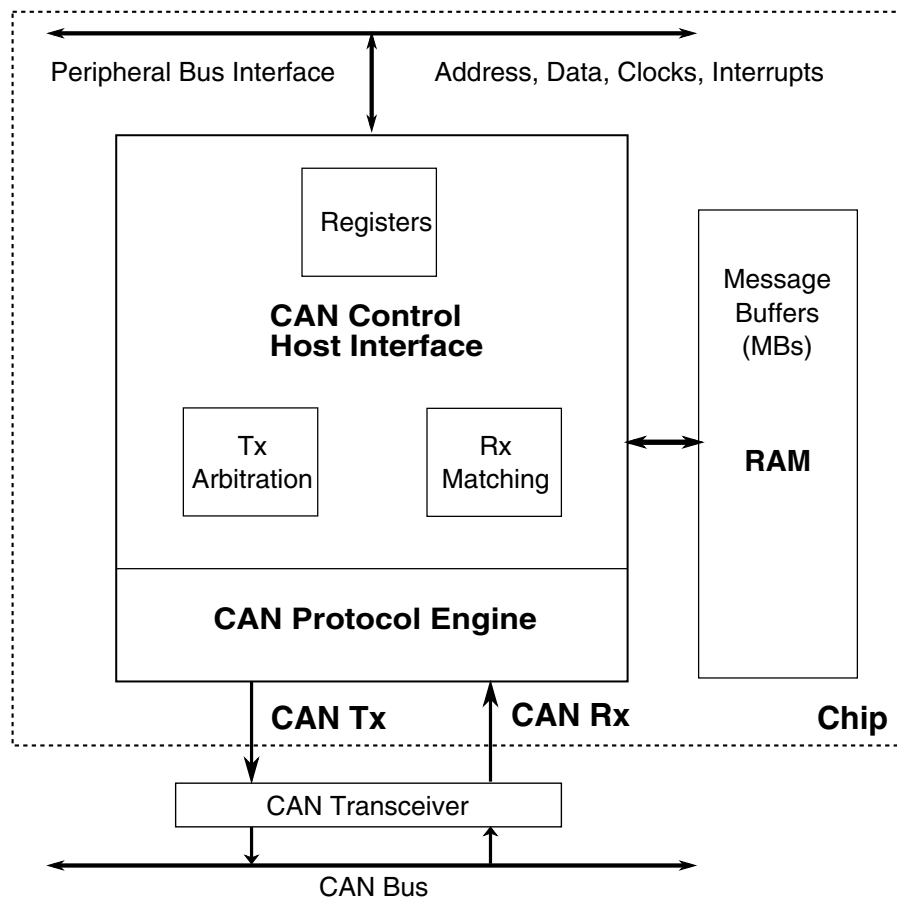 Peripheral Bus Interface
Address, Data, Clocks, Interrupts
Registers
CAN Control
Host Interface
Tx
Arbitration
Rx
Matching
Message
Buffers
(MBs)
RAM
CAN Protocol Engine
CAN Tx
CAN Rx
Chip
CAN Transceiver
CAN Bus